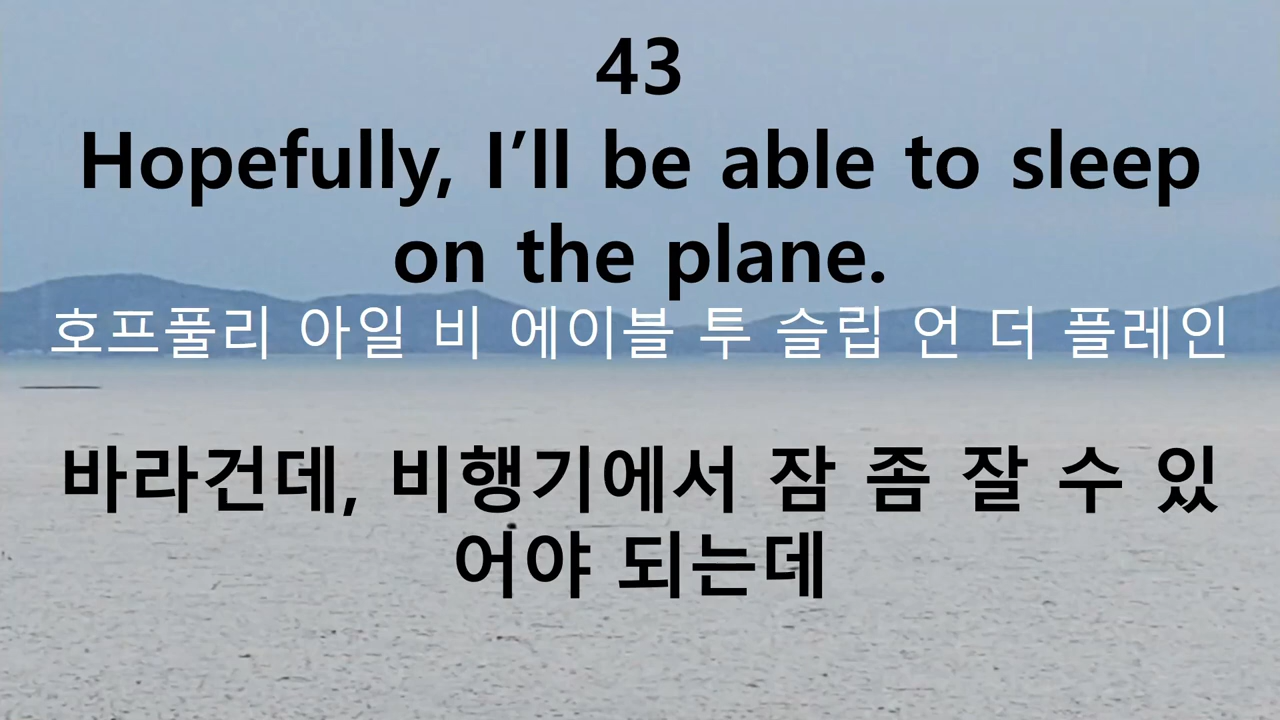 43
Hopefully, I’ll be able to sleep
on the plane.
호프풀리 아일 비 에이블 투 슬립 언 더 플레인
바라건데, 비행기에서 잠 좀 잘 수 있
어야 되는데